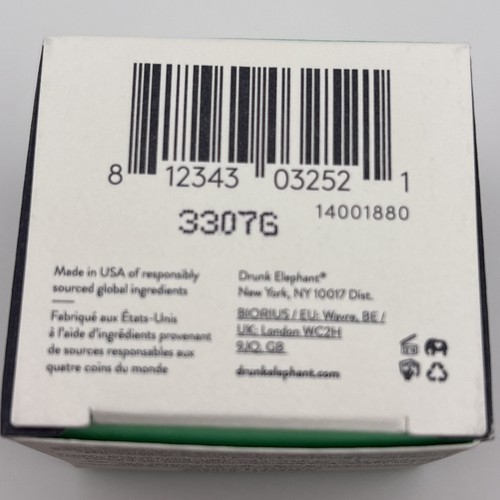 8 12343 03252 1
14001880
3307G
Made in USA of responsibly
sourced global ingredients
Fabriqué aux États-Unis
à l'aide d'ingrédients provenant
de sources responsables aux
quatre coins du monde
Drunk Elephant®
New York, NY 10017 Dist.
BIORIUS / EU: Wavre, BE /
UK: London WC2H
9JQ, GB
drunkelephant.com